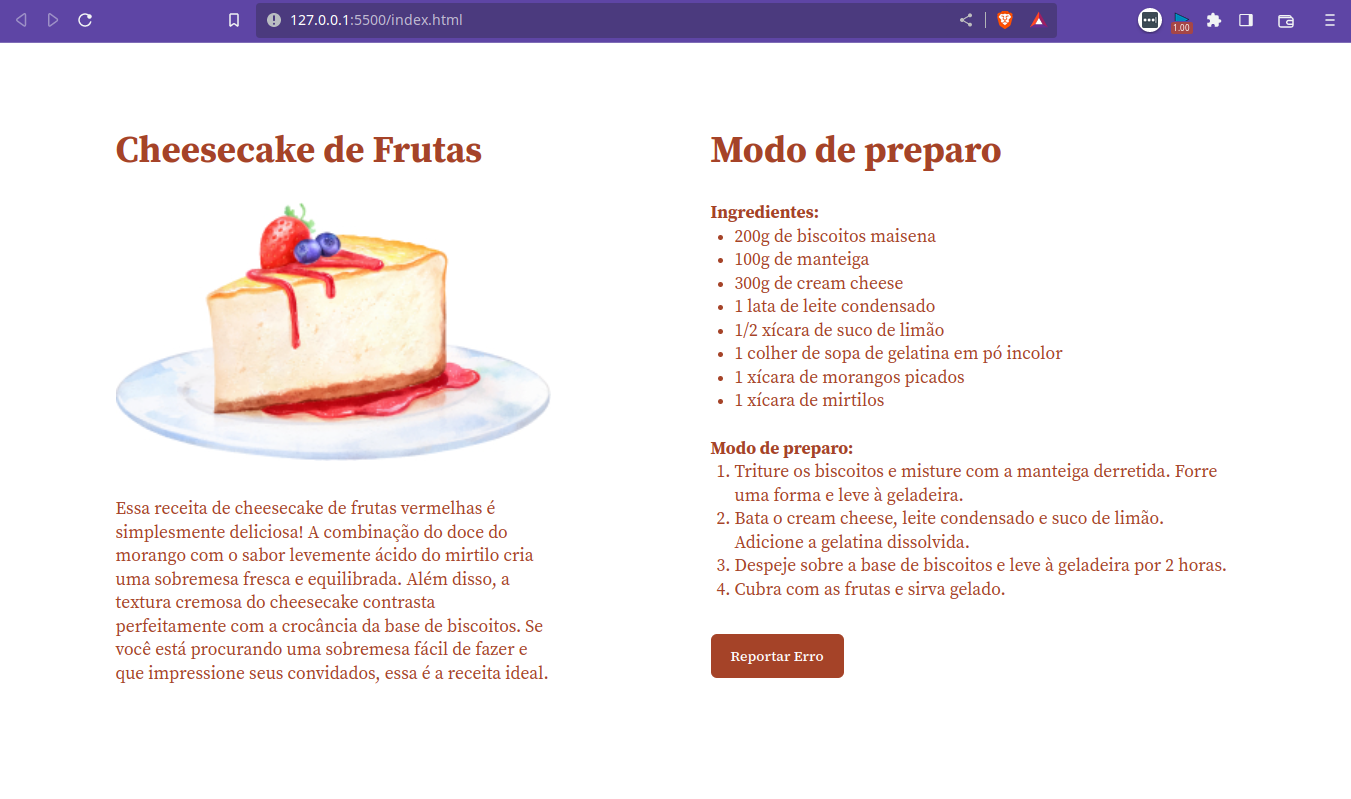 127.0.0.1:5500/index.html
1.00
Cheesecake de Frutas
Essa receita de cheesecake de frutas vermelhas é
simplesmente deliciosa! A combinação do doce do
morango com o sabor levemente ácido do mirtilo cria
uma sobremesa fresca e equilibrada. Além disso, a
textura cremosa do cheesecake contrasta
perfeitamente com a crocância da base de biscoitos. Se
você está procurando uma sobremesa fácil de fazer e
que impressione seus convidados, essa é a receita ideal.
Modo de preparo
Ingredientes:
• 200g de biscoitos maisena
• 100g de manteiga
• 300g de cream cheese
• 1 lata de leite condensado
• 1/2 xícara de suco de limão
• 1 colher de sopa de gelatina em pó incolor
• 1 xícara de morangos picados
• 1 xícara de mirtilos
Modo de preparo:
1. Triture os biscoitos e misture com a manteiga derretida. Forre
uma forma e leve à geladeira.
2. Bata o cream cheese, leite condensado e suco de limão.
Adicione a gelatina dissolvida.
3. Despeje sobre a base de biscoitos e leve à geladeira por 2 horas.
4. Cubra com as frutas e sirva gelado.
Reportar Erro